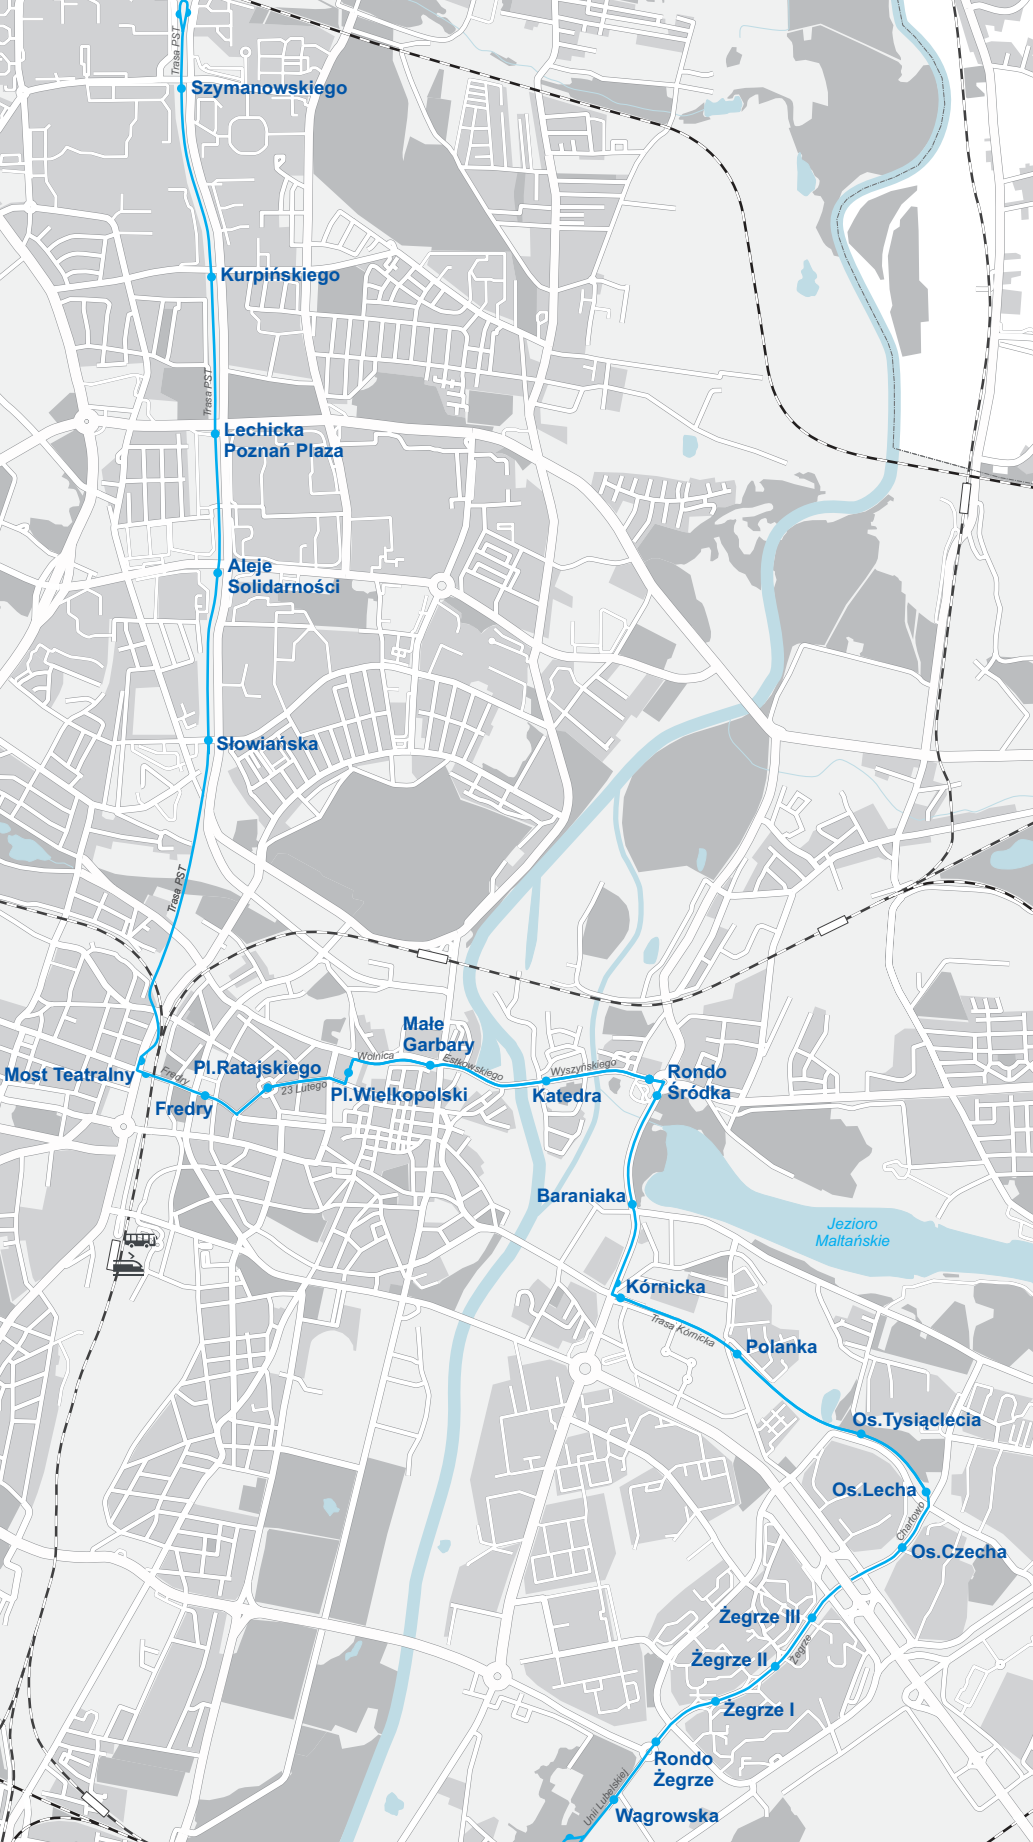 Trasa PST
Szymanowskiego
Kurpińskiego
Trasa PST
Lechicka
Poznań Plaza
Aleje
Solidarności
Słowiańska
Trasa PST
Małe
Garbary
Wolnica
Estkowskiego
Wyszyńskiego
Most Teatralny
Fredry
Pl.Ratajskiego
23 Lutego
Pl.Wielkopolski
Fredry
Katedra
Rondo
Śródka
Baraniaka
Jezioro
Maltańskie
Kórnicka
Trasa Kórnicka
Polanka
Os.Tysiąclecia
Os.Lecha
Chartowo
Os.Czecha
Żegrze III
Żegrze
Żegrze II
Żegrze I
Rondo
Żegrze
Unii Lubelskiej
Wagrowska